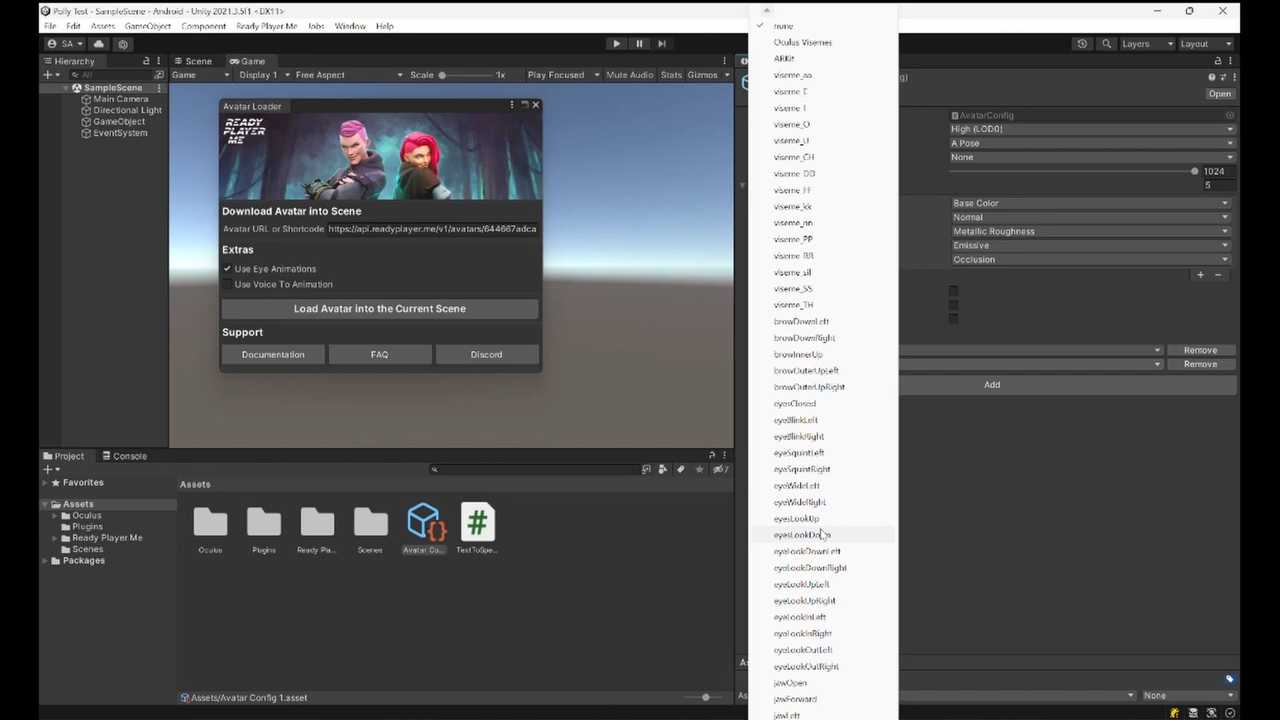 Polly Test - SampleScene - Android - Unity 2021.3.5f1 <DX11>
File Edit Assets GameObject Component Ready Player Me Jobs Window Help
SA
Layers Layout
Hierarchy
All
SampleScene
Main Camera
Directional Light
GameObject
EventSystem
Scene Game
Game Display 1 Free Aspect Scale 1x Play Focused Mute Audio Stats Gizmos
Avatar Loader
READY
PLAYER
ME
Download Avatar into Scene
Avatar URL or Shortcode https://api.readyplayer.me/v1/avatars/644667adca
Extras
Use Eye Animations
Use Voice To Animation
Load Avatar into the Current Scene
Support
Documentation FAQ Discord
none
Oculus Visemes
ARKit
viseme_aa
viseme_E
viseme_I
viseme_O
viseme_U
viseme_CH
viseme_DD
viseme_FF
viseme_kk
viseme_nn
viseme_PP
viseme_RR
viseme_sil
viseme_SS
viseme_TH
browDownLeft
browDownRight
browInnerUp
browOuterUpLeft
browOuterUpRight
eyesClosed
eyeBlinkLeft
eyeBlinkRight
eyeSquintLeft
eyeSquintRight
eyeWideLeft
eyeWideRight
eyesLookUp
eyesLookDown
eyeLookDownLeft
eyeLookDownRight
eyeLookUpLeft
eyeLookUpRight
eyeLookInLeft
eyeLookInRight
eyeLookOutLeft
eyeLookOutRight
jawOpen
jawForward
jawLeft
Open
AvatarConfig
High (LOD0)
A Pose
None
1024
5
Base Color
Normal
Metallic Roughness
Emissive
Occlusion
Remove
Remove
Add
None
Project Console
7
Favorites
Assets
Oculus
Plugins
Ready Player Me
Scenes
Packages
Assets
Oculus Plugins Ready Pla... Scenes Avatar Co... TextToSpe...
Assets/Avatar Config 1.asset